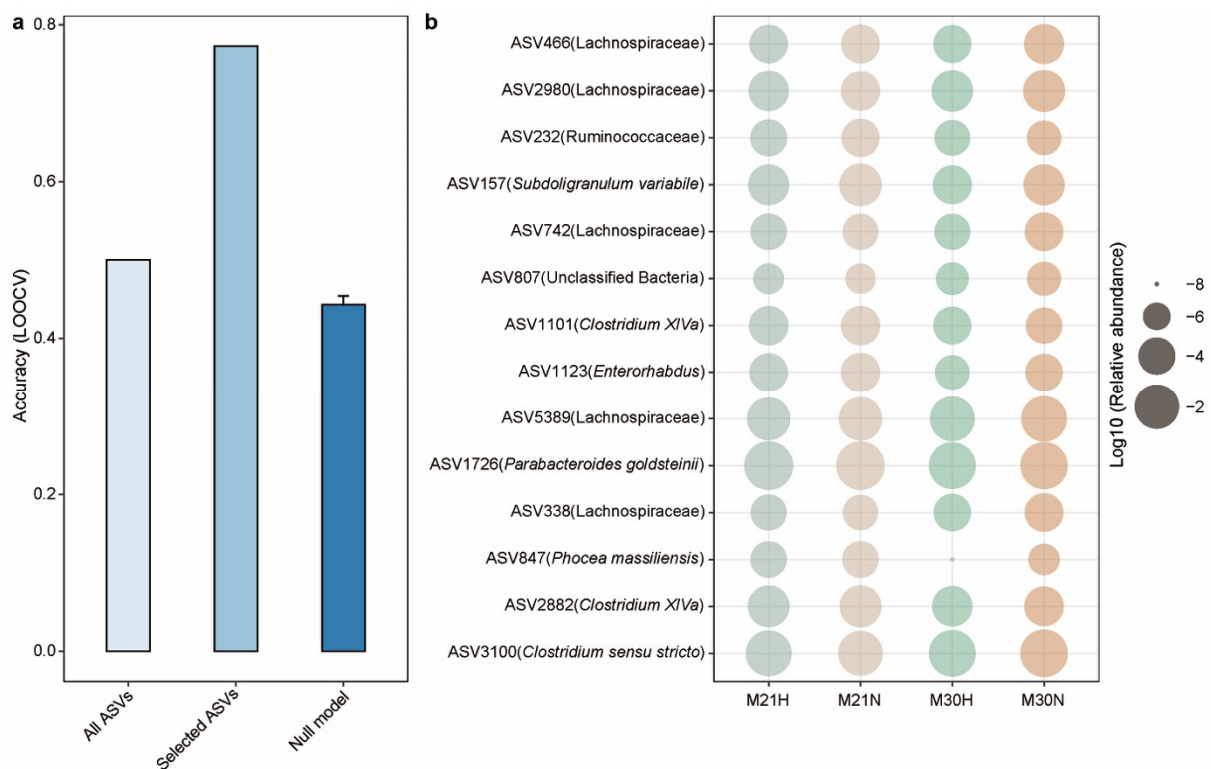 a
Accuracy (LOOCV)
0.8
0.6
0.4
0.2
0.0
All ASVs
Selected ASVs
Null model
b
ASV466(Lachnospiraceae)
ASV2980(Lachnospiraceae)
ASV232(Ruminococcaceae)
ASV157(Subdoligranulum variabile)
ASV742(Lachnospiraceae)
ASV807(Unclassified Bacteria)
ASV1101(Clostridium XlVa)
ASV1123(Enterorhabdus)
ASV5389(Lachnospiraceae)
ASV1726(Parabacteroides goldsteinii)
ASV338(Lachnospiraceae)
ASV847(Phocea massiliensis)
ASV2882(Clostridium XlVa)
ASV3100(Clostridium sensu stricto)
M21H
M21N
M30H
M30N
Log10 (Relative abundance)
−8
−6
−4
−2